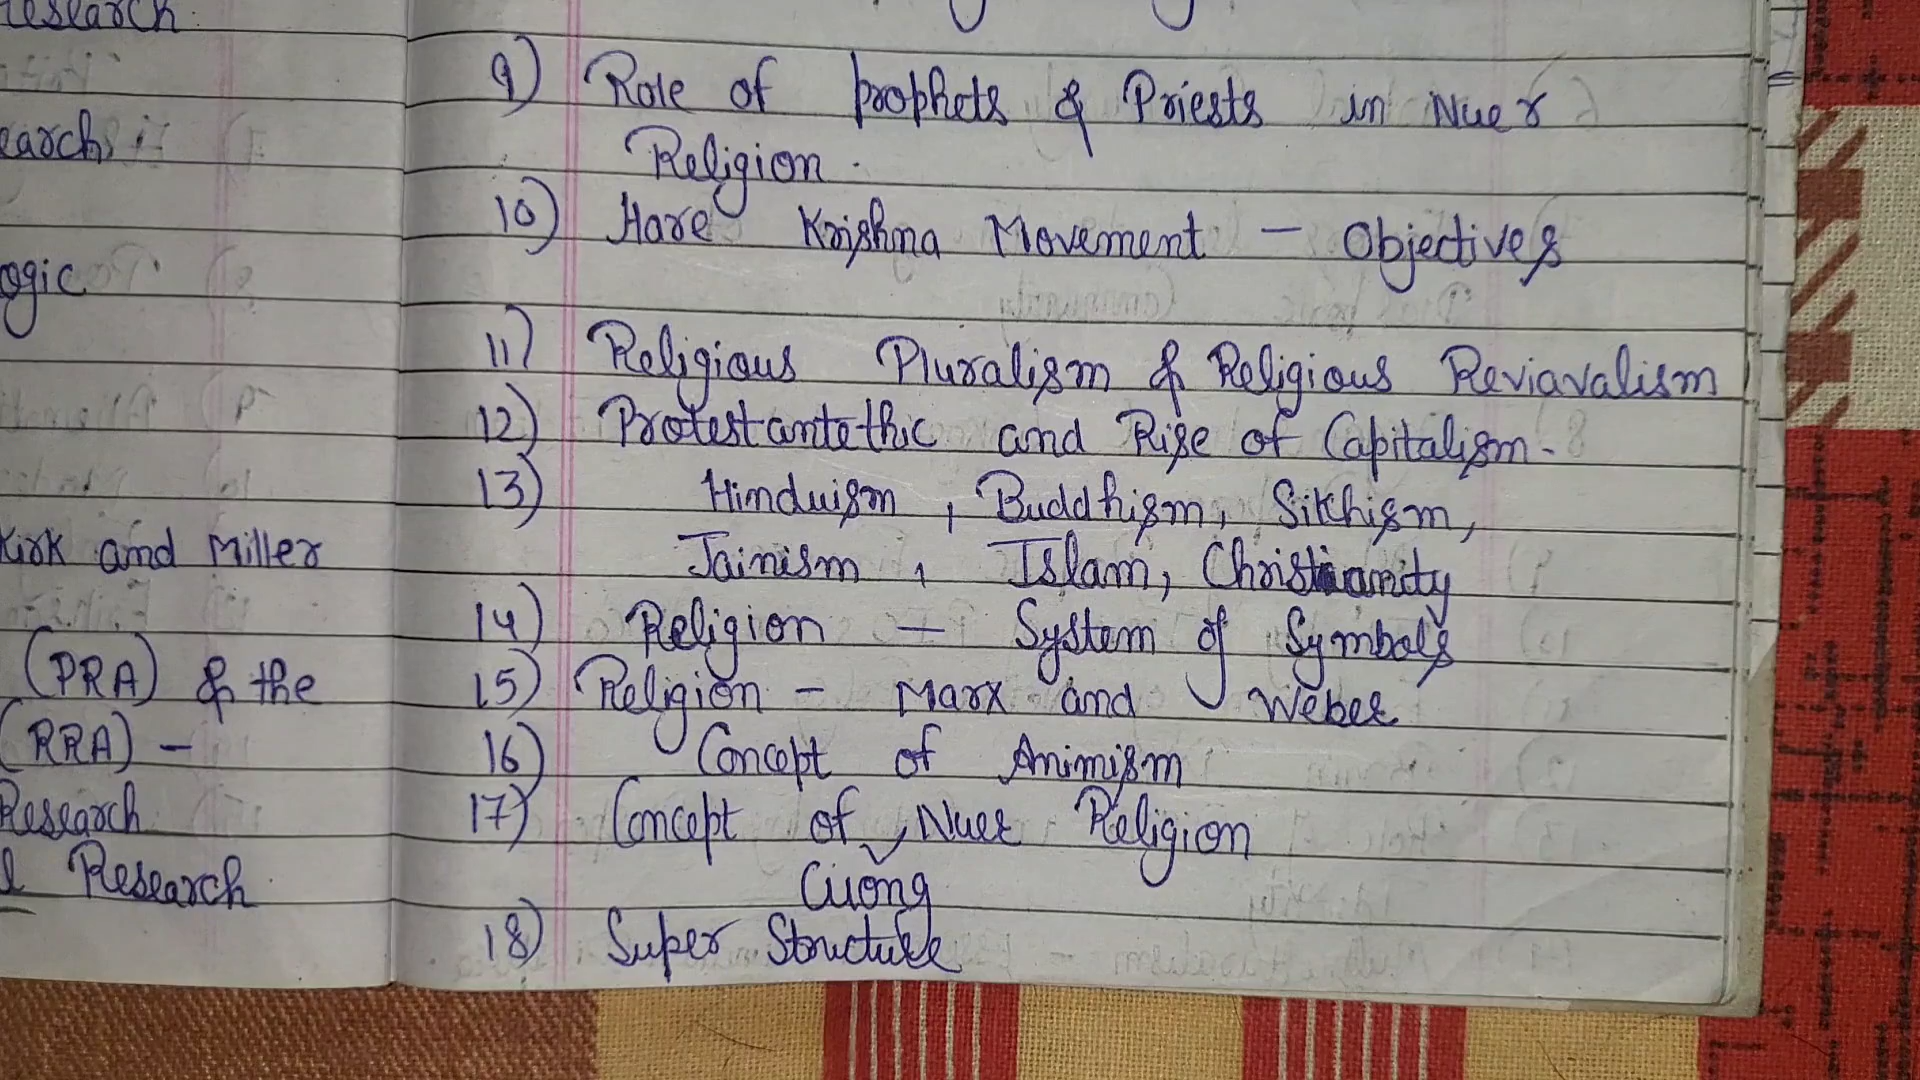 research
earch
ogic
Kirk and Miller
(PRA) & the
(RRA) -
Research
Research
9) Role of prophets & Priests in Nuer
Religion.
10) Hare Krishna Movement - Objectives
11) Religious Pluralism & Religious Reviavalism
12) Protestantethic and Rise of Capitalism-
13) Hinduism, Buddhism, Sikhism,
Jainism, Islam, Christianity
14) Religion - System of Symbols
15) Religion - Marx and Weber
16) Concept of Animism
17) Concept of Nuer Religion
Ciuong
18) Super Structure